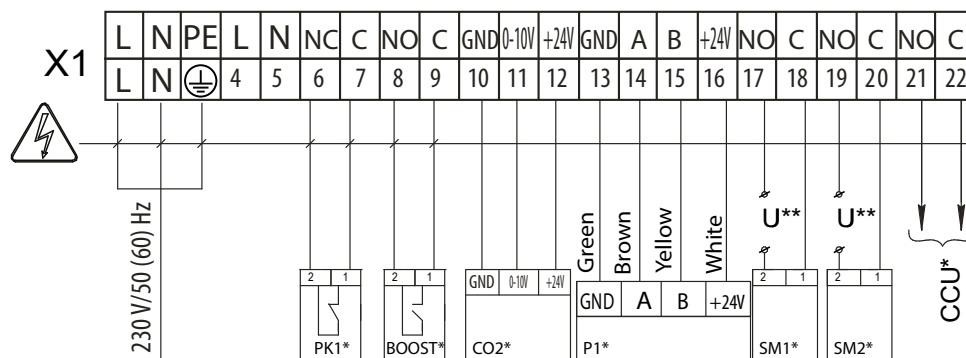 L N PE L N NC C NO C GND 0-10V +24V GND A B +24V NO C NO C NO C
X1
L N 4 5 6 7 8 9 10 11 12 13 14 15 16 17 18 19 20 21 22
230 V/50 (60) Hz
Green
Brown
Yellow
White
U** U**
CCU*
2 1 2 1 GND 0-10V +24V 2 1 2 1
GND A B +24V
PK1* BOOST* CO2* P1* SM1* SM2*